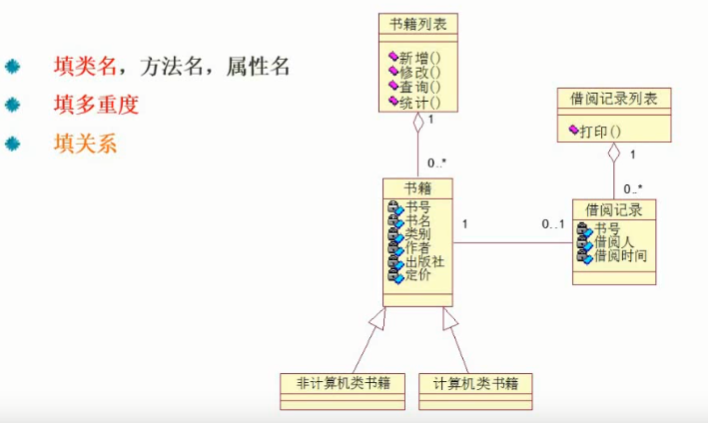 填类名，方法名，属性名
填多重度
填关系
书籍列表
新增()
修改()
查询()
统计()
1
0..*
书籍
书号
书名
类别
作者
出版社
定价
1
0..1
借阅记录列表
打印()
1
0..*
借阅记录
书号
借阅人
借阅时间
非计算机类书籍
计算机类书籍